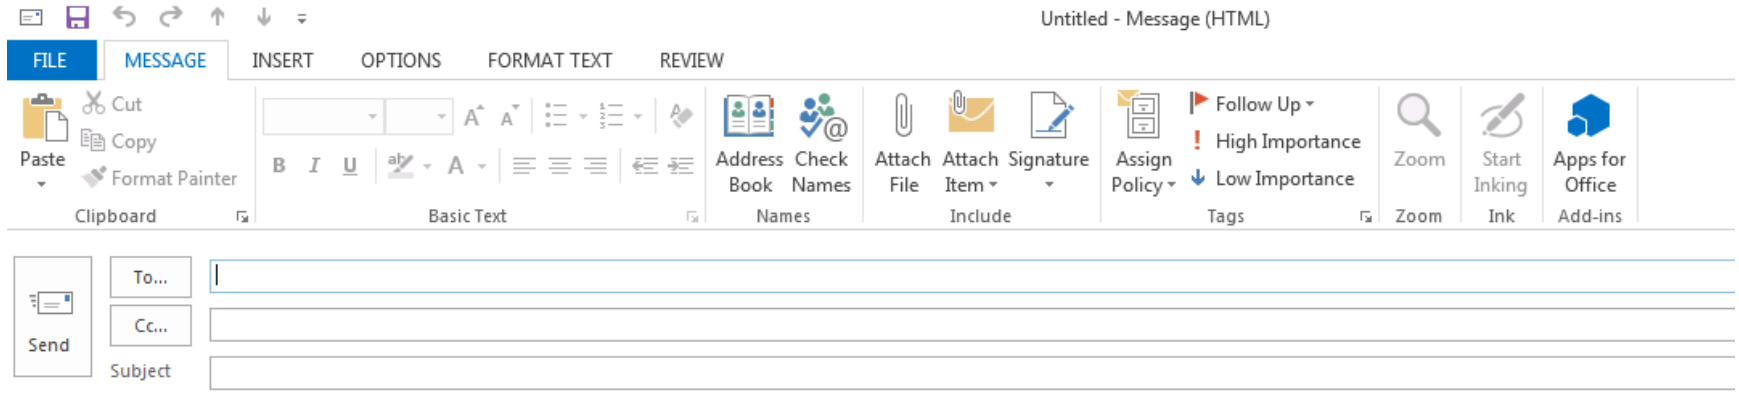 Untitled - Message (HTML)
FILE MESSAGE INSERT OPTIONS FORMAT TEXT REVIEW
Paste
Cut
Copy
Format Painter
Clipboard
B I U ab A
Basic Text
Address Book
Check Names
Names
Attach File
Attach Item
Signature
Include
Assign Policy
Follow Up
High Importance
Low Importance
Tags
Zoom
Zoom
Start Inking
Ink
Apps for Office
Add-ins
Send
To...
Cc...
Subject